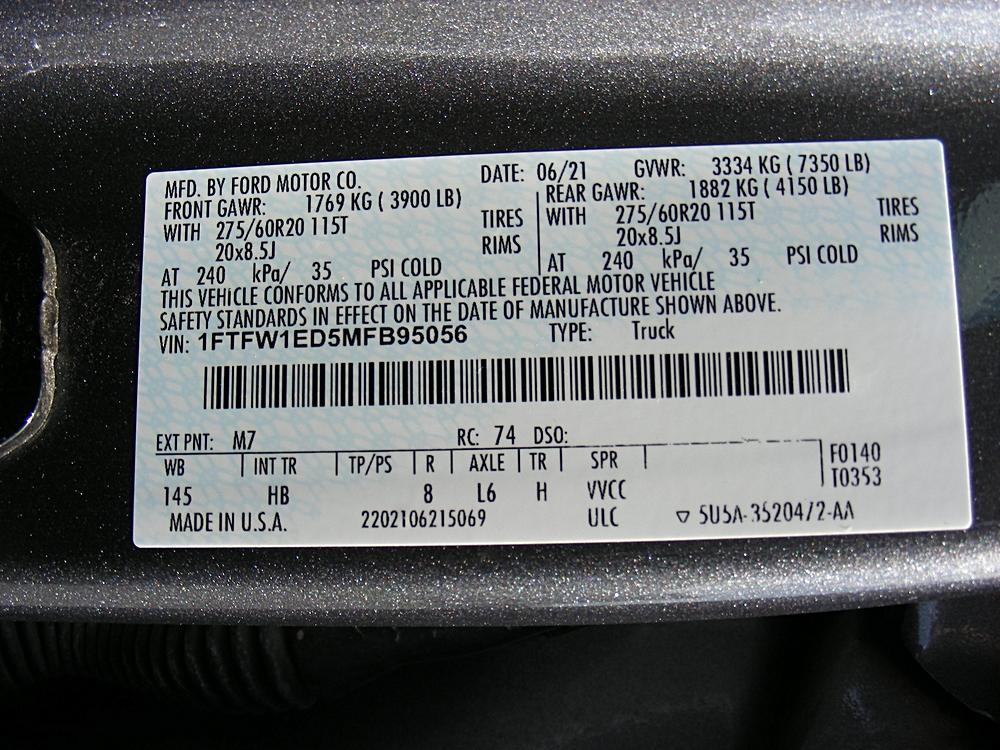 MFD. BY FORD MOTOR CO. DATE: 06/21 GVWR: 3334 KG ( 7350 LB)
FRONT GAWR: 1769 KG ( 3900 LB) REAR GAWR: 1882 KG ( 4150 LB)
WITH 275/60R20 115T TIRES WITH 275/60R20 115T TIRES
20x8.5J RIMS 20x8.5J RIMS
AT 240 kPa/ 35 PSI COLD AT 240 kPa/ 35 PSI COLD
THIS VEHICLE CONFORMS TO ALL APPLICABLE FEDERAL MOTOR VEHICLE
SAFETY STANDARDS IN EFFECT ON THE DATE OF MANUFACTURE SHOWN ABOVE.
VIN: 1FTFW1ED5MFB95056 TYPE: Truck
EXT PNT: M7 RC: 74 DSO:
WB INT TR TP/PS R AXLE TR SPR F0140
145 HB 8 L6 H VVCC T0353
MADE IN U.S.A. 2202106215069 ULC